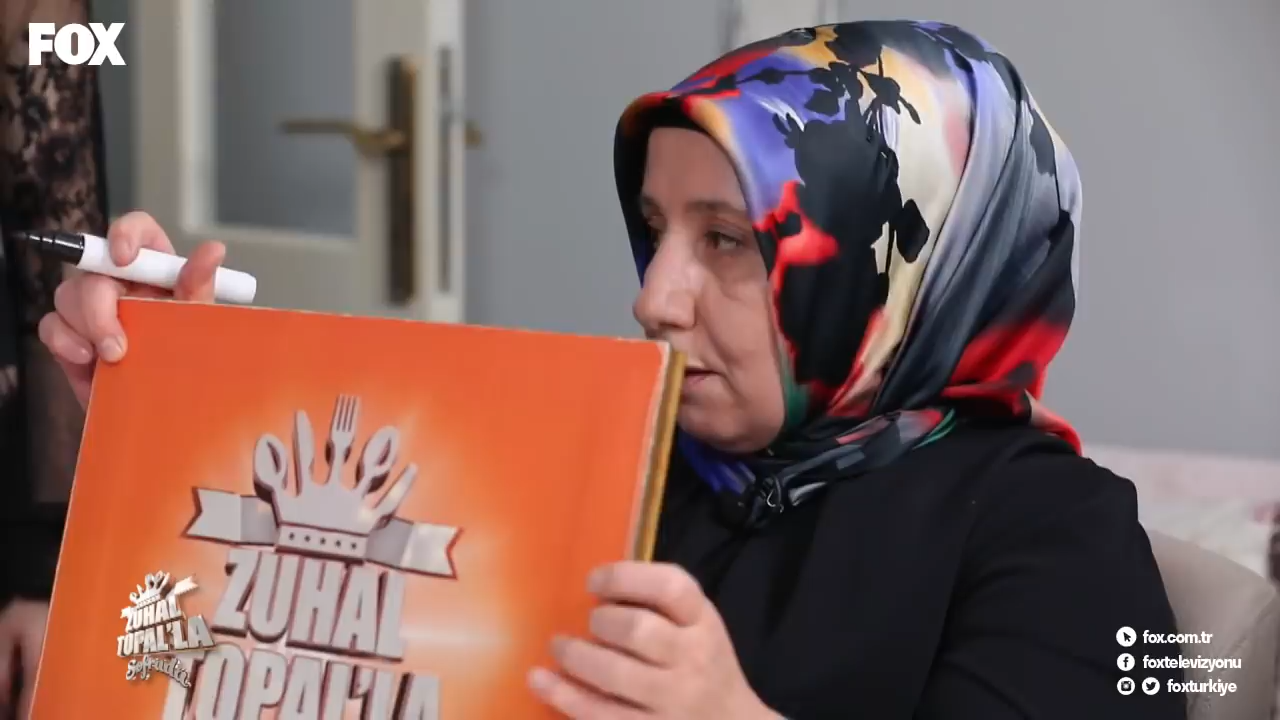 FOX
ZUHAL
TOPAL'LA
ZUHAL
TOPAL'LA
Sofrada
fox.com.tr
foxtelevizyonu
foxturkiye